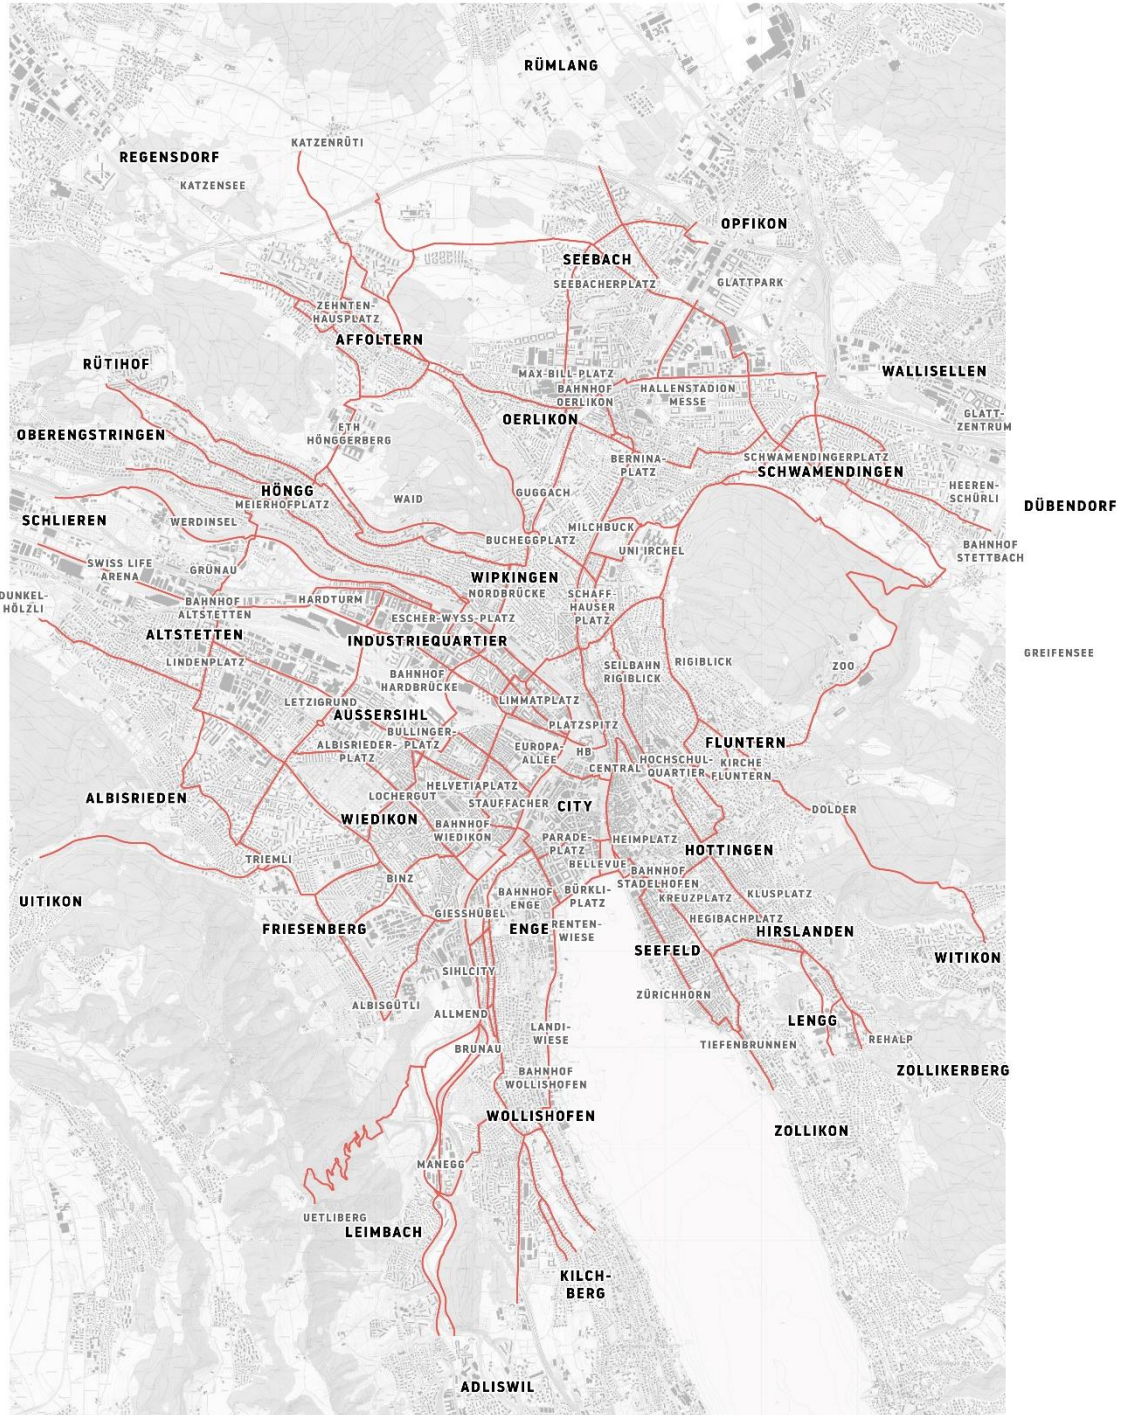 RÜMLANG
KATZENRÜTI
REGENSDORF
KATZENSEE
OPFIKON
SEEBACH
SEEBACHERPLATZ
GLATTPARK
ZEHNTEN-
HAUSPLATZ
AFFOLTERN
RÜTIHOF
MAX-BILL-PLATZ
WALLISELLEN
BAHNHOF
OERLIKON
HALLENSTADION
MESSE
OERLIKON
GLATT-
ZENTRUM
OBERENGSTRINGEN
ETH
HÖNGGERBERG
BERNINA-
PLATZ
SCHWAMENDINGERPLATZ
SCHWAMENDINGEN
HEEREN-
SCHÜRLI
HÖNGG
MEIERHOFPLATZ
WAID
GUGGACH
DÜBENDORF
SCHLIEREN
WERDINSEL
MILCHBUCK
BUCHEGGPLATZ
UNI IRCHEL
BAHNHOF
STETTBACH
SWISS LIFE
ARENA
GRÜNAU
WIPKINGEN
NORDBRÜCKE
DUNKEL-
HÖLZLI
BAHNHOF
ALTSTETTEN
HARDTURM
SCHAFF-
HAUSER
PLATZ
ESCHER-WYSS-PLATZ
ALTSTETTEN
INDUSTRIEQUARTIER
GREIFENSEE
LINDENPLATZ
SEILBAHN
RIGIBLICK
RIGIBLICK
ZOO
BAHNHOF
HARDBRÜCKE
LETZIGRUND
LIMMATPLATZ
AUSSERSIHL
PLATZSPITZ
BULLINGER-
PLATZ
ALBISRIEDER-
PLATZ
EUROPA-
ALLEE
HB
FLUNTERN
CENTRAL
HOCHSCHUL-
QUARTIER
KIRCHE
FLUNTERN
ALBISRIEDEN
LOCHERGUT
HELVETIAPLATZ
STAUFFACHER
CITY
DOLDER
WIEDIKON
BAHNHOF
WIEDIKON
PARADE-
PLATZ
HEIMPLATZ
HOTTINGEN
TRIEMLI
BELLEVUE
BAHNHOF
STADELHOFEN
BINZ
UITIKON
BAHNHOF
ENGE
BÜRKLI-
PLATZ
KREUZPLATZ
KLUSPLATZ
GIESSHÜBEL
HEGIBACHPLATZ
FRIESENBERG
ENGE
RENTEN-
WIESE
HIRSLANDEN
SEEFELD
WITIKON
SIHLCITY
ZÜRICHHORN
ALBISGÜTLI
ALLMEND
LENGG
LANDI-
WIESE
TIEFENBRUNNEN
REHALP
BRUNAU
ZOLLIKERBERG
BAHNHOF
WOLLISHOFEN
WOLLISHOFEN
ZOLLIKON
MANEGG
UETLIBERG
LEIMBACH
KILCH-
BERG
ADLISWIL